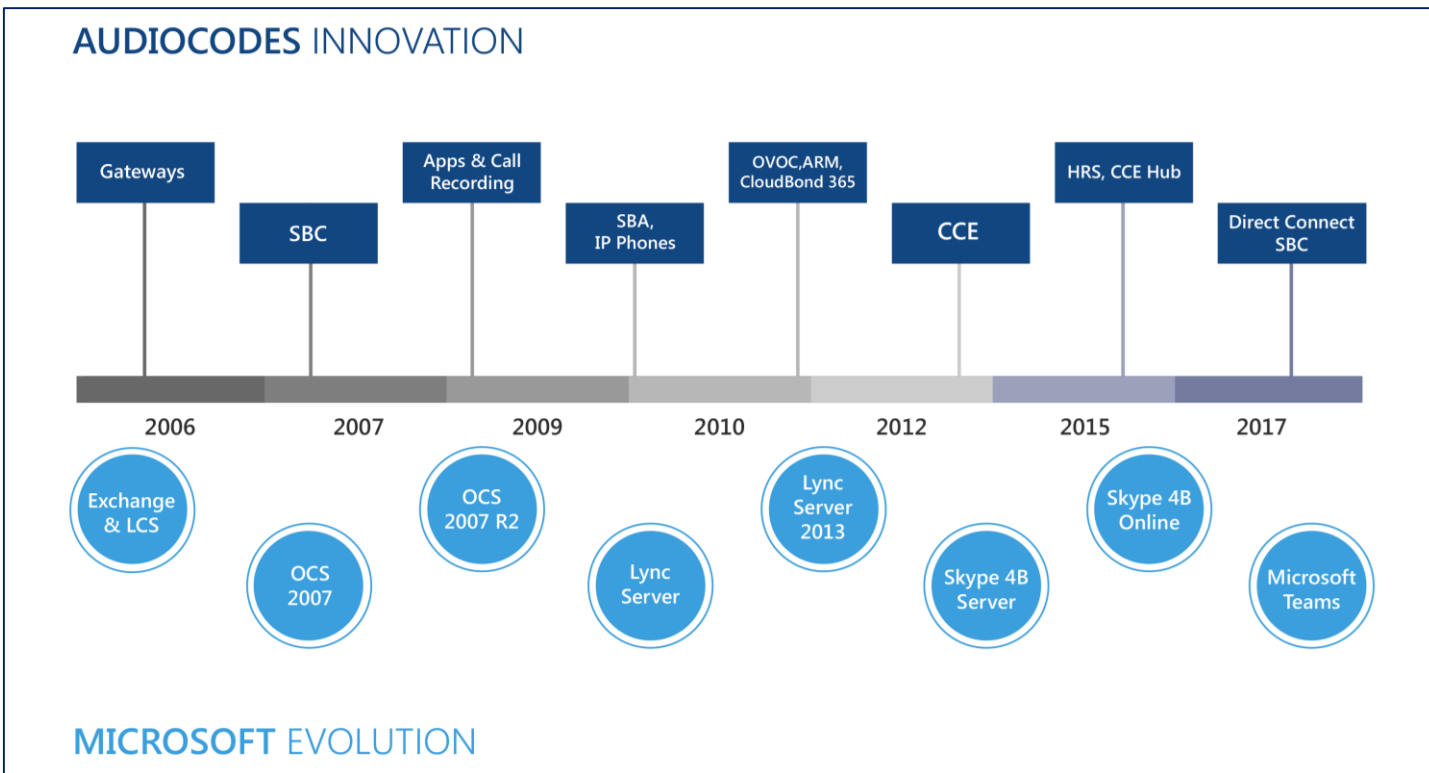 AUDIOCODES INNOVATION
Gateways
SBC
Apps & Call
Recording
SBA,
IP Phones
OVOC,ARM,
CloudBond 365
CCE
HRS, CCE Hub
Direct Connect
SBC
2006
2007
2009
2010
2012
2015
2017
Exchange
& LCS
OCS
2007
OCS
2007 R2
Lync
Server
Lync
Server
2013
Skype 4B
Server
Skype 4B
Online
Microsoft
Teams
MICROSOFT EVOLUTION